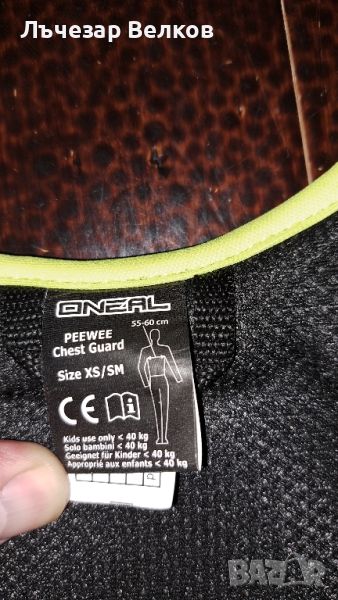 Лъчезар Велков
ONEAL
55-60 cm
PEEWEE
Chest Guard
Size XS/SM
CE
Kids use only < 40 kg
Solo bambini < 40 kg
Geeignet für Kinder < 40 kg
Approprié aux enfants < 40 kg
BAZAR